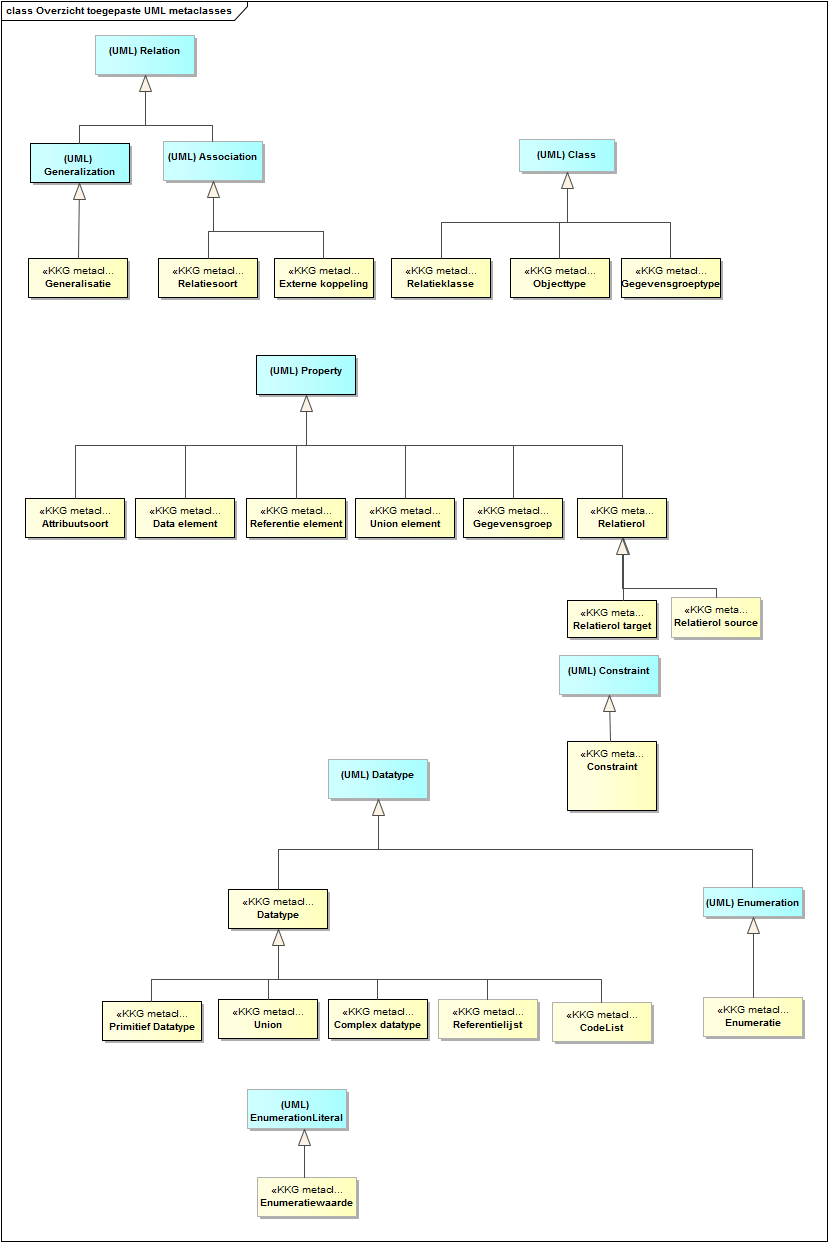 class Overzicht toegepaste UML metaclasses
(UML) Relation
(UML)
Generalization
(UML) Association
(UML) Class
«KKG metacl...
Generalisatie
«KKG metacl...
Relatiesoort
«KKG metacl...
Externe koppeling
«KKG metacl...
Relatieklasse
«KKG metacl...
Objecttype
«KKG metacl...
Gegevensgroeptype
(UML) Property
«KKG metacl...
Attribuutsoort
«KKG metacl...
Data element
«KKG metacl...
Referentie element
«KKG metacl...
Union element
«KKG metacl...
Gegevensgroep
«KKG meta...
Relatierol
«KKG meta...
Relatierol target
«KKG meta...
Relatierol source
(UML) Constraint
«KKG meta...
Constraint
(UML) Datatype
«KKG metacl...
Datatype
(UML) Enumeration
«KKG metacl...
Primitief Datatype
«KKG metacl...
Union
«KKG metacl...
Complex datatype
«KKG metacl...
Referentielijst
«KKG metacl...
CodeList
«KKG metacl...
Enumeratie
(UML)
EnumerationLiteral
«KKG metacl...
Enumeratiewaarde